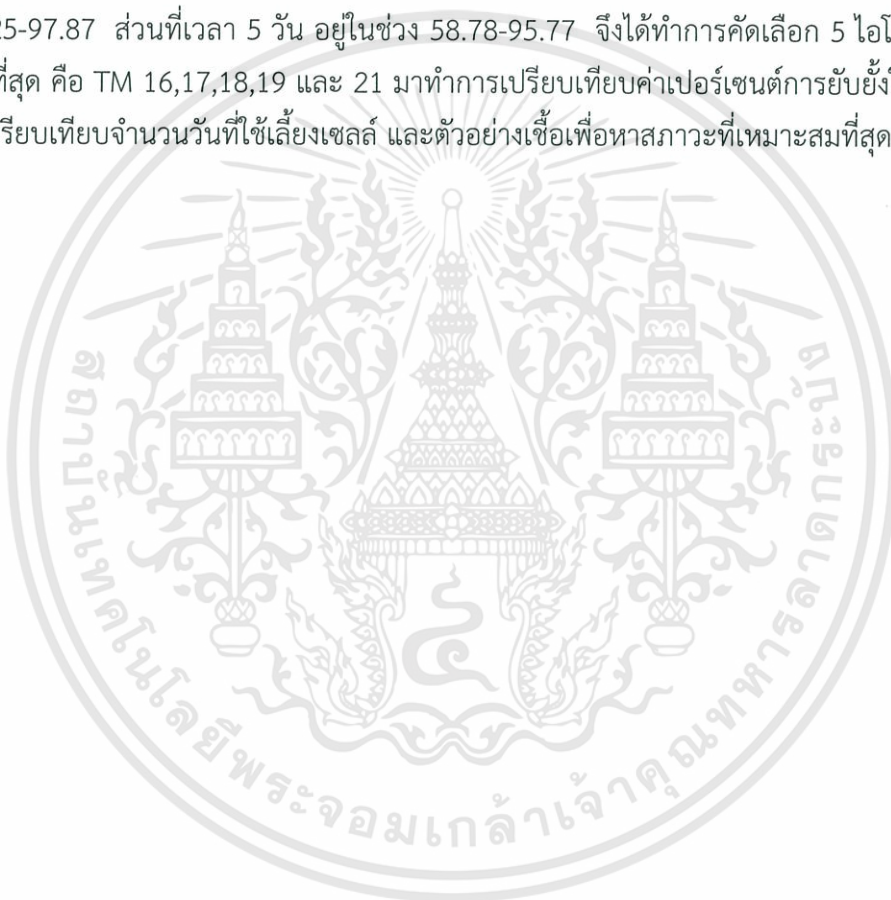 25-97.87 ส่วนที่เวลา 5 วัน อยู่ในช่วง 58.78-95.77 จึงได้ทำการคัดเลือก 5
ที่สุด คือ TM 16,17,18,19 และ 21 มาทำการเปรียบเทียบค่าเปอร์เซนต์การยับยั้ง
รียบเทียบจำนวนวันที่ใช้เลี้ยงเซลล์ และตัวอย่างเชื้อเพื่อหาสภาวะที่เหมาะสมที่สุด
สถาบันเทคโนโลยีพระจอมเกล้าเจ้าคุณทหารลาดกระบัง
๔